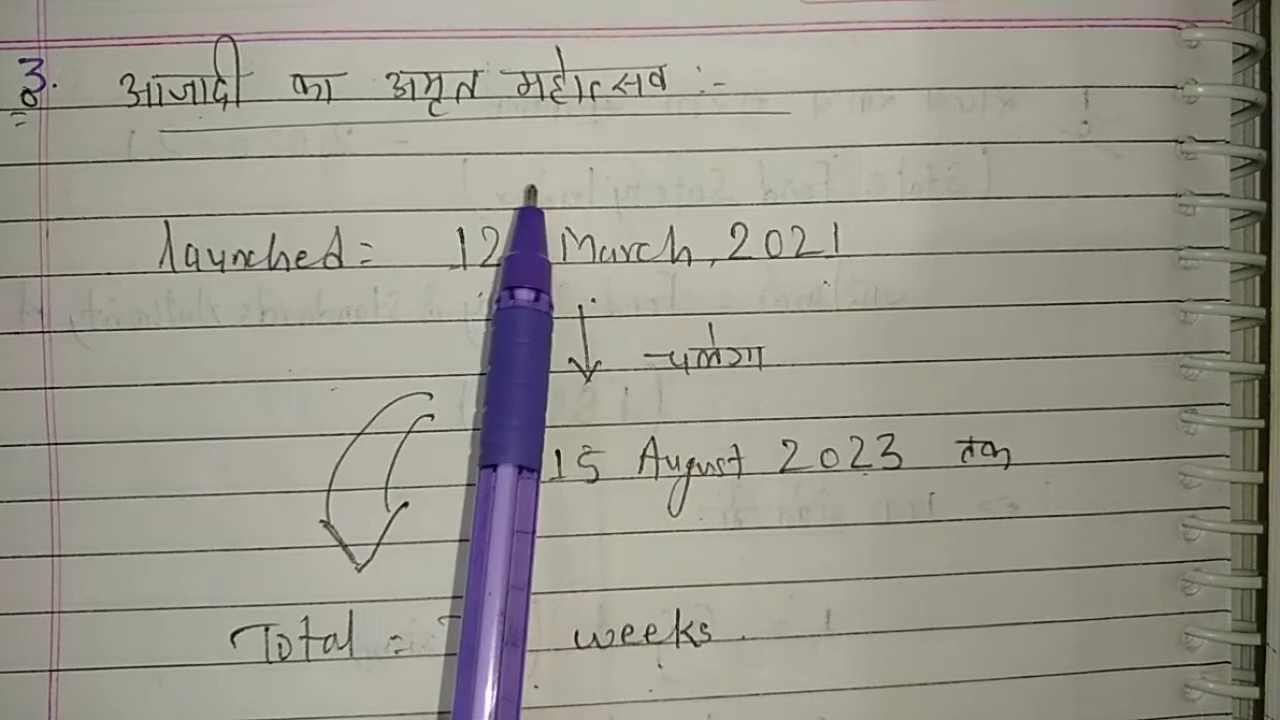 3. आजादी का अमृत महोत्सव :-
launched = 12 March, 2021
चलेगा
15 August 2023 तक
Total = weeks.